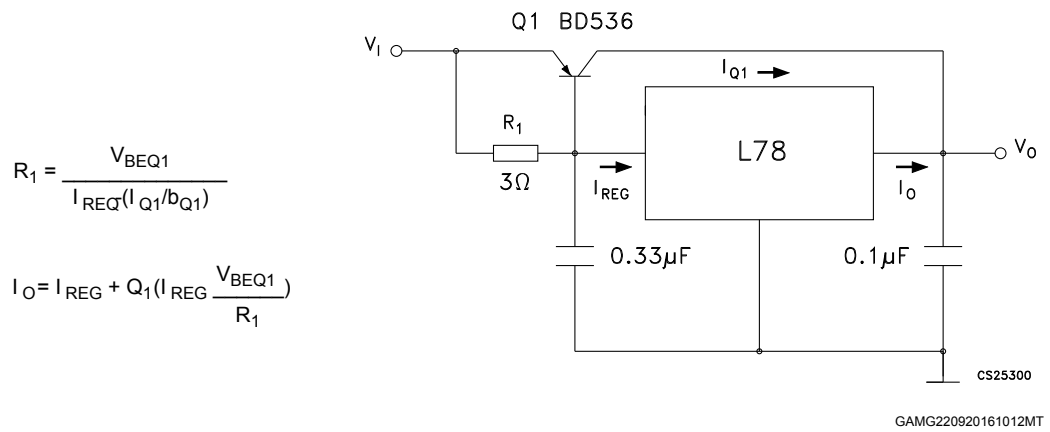 Q1 BD536
V_I
I_Q1
R_1
3Ω
I_REG
L78
I_O
V_O
0.33µF
0.1µF
R_1 = V_BEQ1 / I_REQ-(I_Q1/b_Q1)
I_O = I_REG + Q_1(I_REG V_BEQ1 / R_1)
CS25300
GAMG220920161012MT